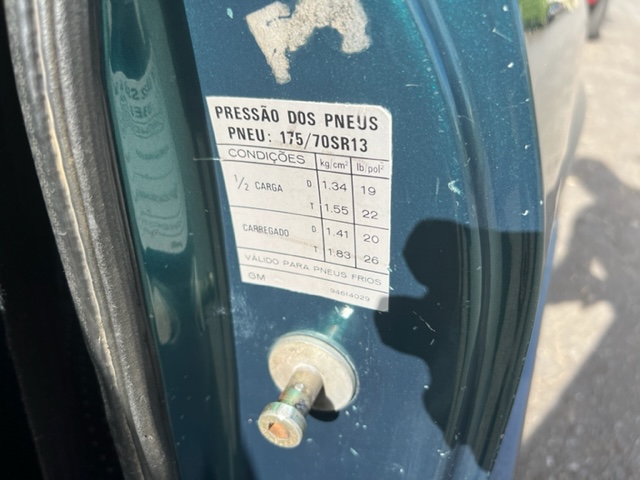 PRESSÃO DOS PNEUS
PNEU: 175/70SR13
CONDIÇÕES kg/cm² lb/pol²
1/2 CARGA D 1.34 19
T 1.55 22
CARREGADO D 1.41 20
T 1.83 26
VÁLIDO PARA PNEUS FRIOS
GM 94614029